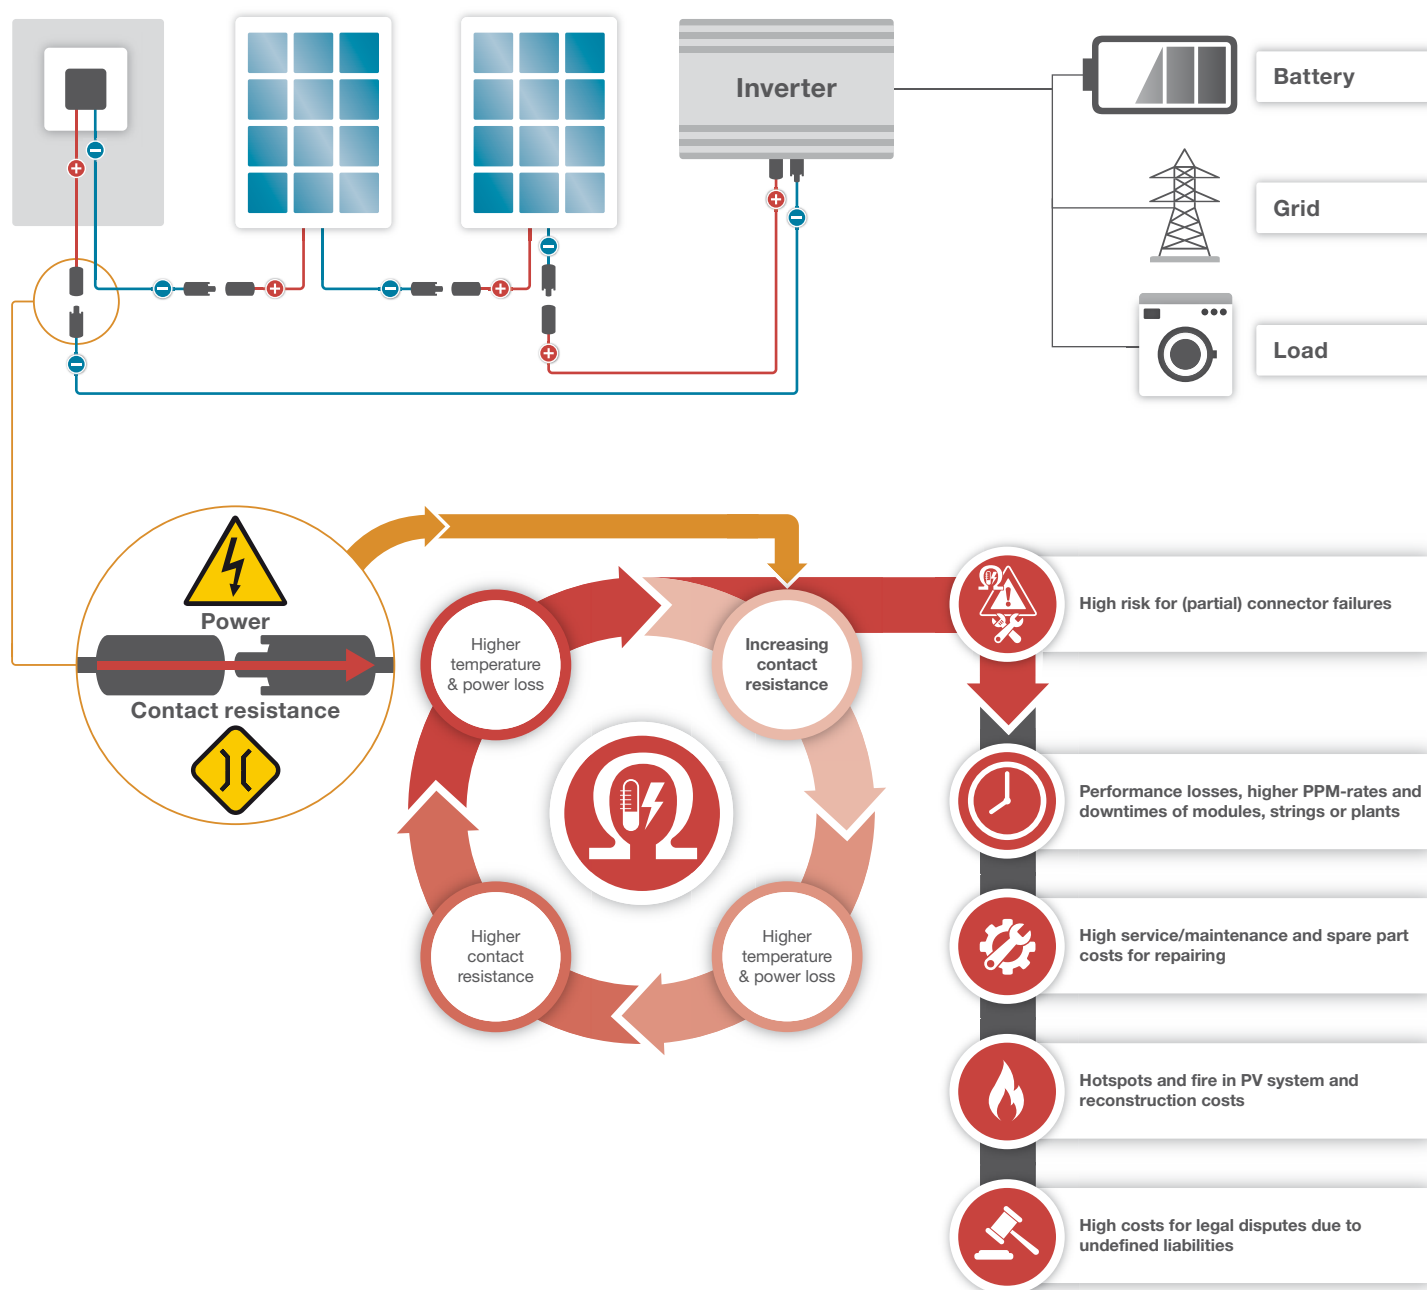 Inverter
Battery
Grid
Load
Power
Contact resistance
Higher
temperature
& power loss
Increasing
contact
resistance
Higher
contact
resistance
Higher
temperature
& power loss
High risk for (partial) connector failures
Performance losses, higher PPM-rates and
downtimes of modules, strings or plants
High service/maintenance and spare part
costs for repairing
Hotspots and fire in PV system and
reconstruction costs
High costs for legal disputes due to
undefined liabilities